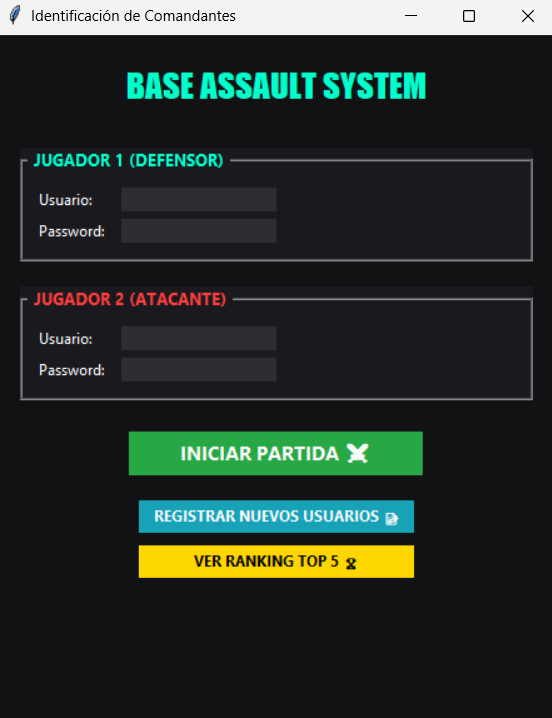 Identificación de Comandantes
BASE ASSAULT SYSTEM
JUGADOR 1 (DEFENSOR)
Usuario:
Password:
JUGADOR 2 (ATACANTE)
Usuario:
Password:
INICIAR PARTIDA ⚔
REGISTRAR NUEVOS USUARIOS 📝
VER RANKING TOP 5 🏆